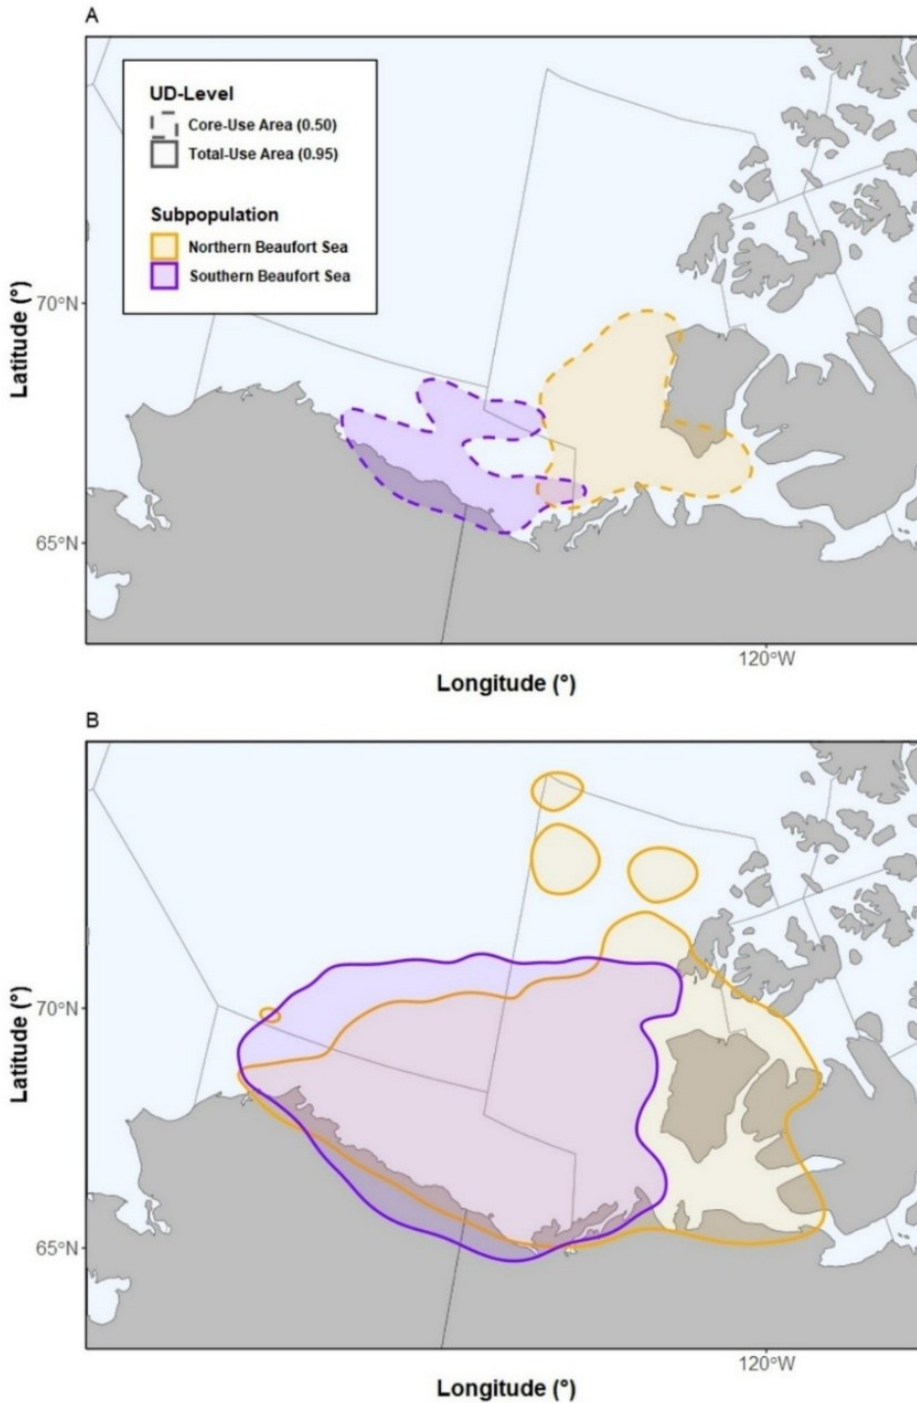 A
UD-Level
Core-Use Area (0.50)
Total-Use Area (0.95)
Subpopulation
Northern Beaufort Sea
Southern Beaufort Sea
70°N
65°N
Latitude (°)
120°W
Longitude (°)
B
70°N
65°N
Latitude (°)
120°W
Longitude (°)